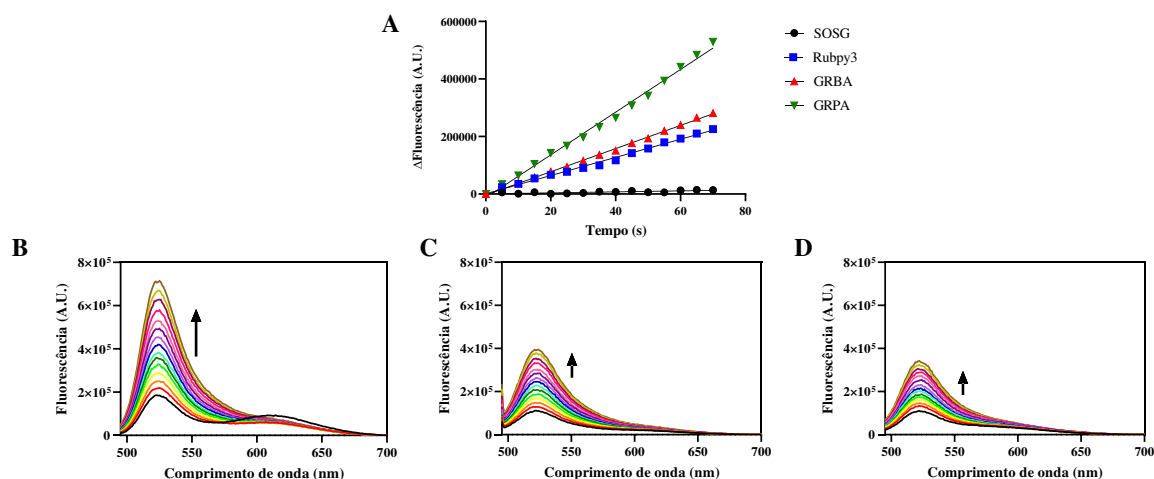 A
600000
400000
200000
0
ΔFluorescência (A.U.)
0
20
40
60
80
Tempo (s)
SOSG
Rubpy3
GRBA
GRPA
B
8×10⁵
6×10⁵
4×10⁵
2×10⁵
0
Fluorescência (A.U.)
500
550
600
650
700
Comprimento de onda (nm)
C
8×10⁵
6×10⁵
4×10⁵
2×10⁵
0
Fluorescência (A.U.)
500
550
600
650
700
Comprimento de onda (nm)
D
8×10⁵
6×10⁵
4×10⁵
2×10⁵
0
Fluorescência (A.U.)
500
550
600
650
700
Comprimento de onda (nm)